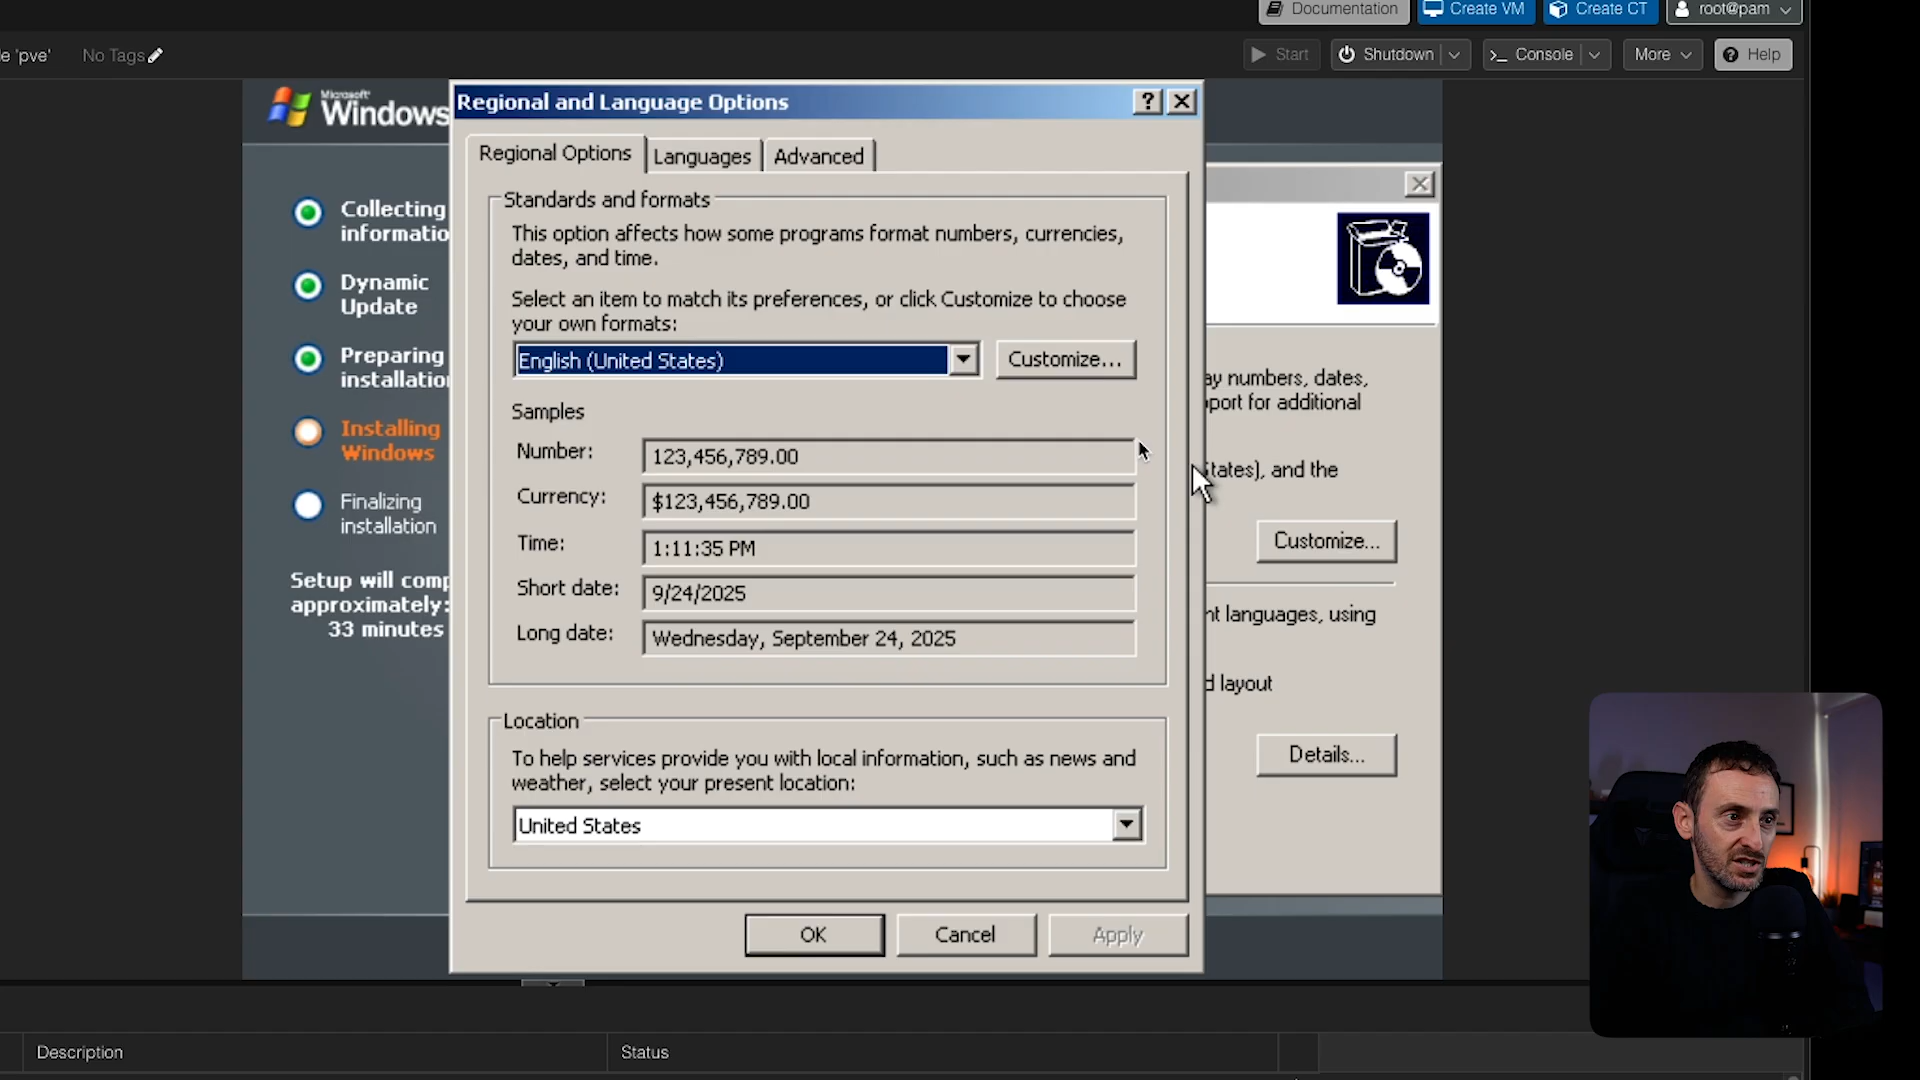 Documentation
Create VM
Create CT
root@pam
'pve'
No Tags
Start
Shutdown
Console
More
Help
Microsoft
Windows
Collecting
Dynamic
Update
Preparing
Installing
Windows
Finalizing
installation
Setup will
approximately:
33 minutes
Regional and Language Options
Regional Options
Languages
Advanced
Standards and formats
This option affects how some programs format numbers, currencies,
dates, and time.
Select an item to match its preferences, or click Customize to choose
your own formats:
English (United States)
Customize...
Samples
Number:
123,456,789.00
Currency:
$123,456,789.00
Time:
1:11:35 PM
Short date:
9/24/2025
Long date:
Wednesday, September 24, 2025
Location
To help services provide you with local information, such as news and
weather, select your present location:
United States
OK
Cancel
Apply
numbers, dates,
for additional
and the
Customize...
languages, using
layout
Details...
Description
Status